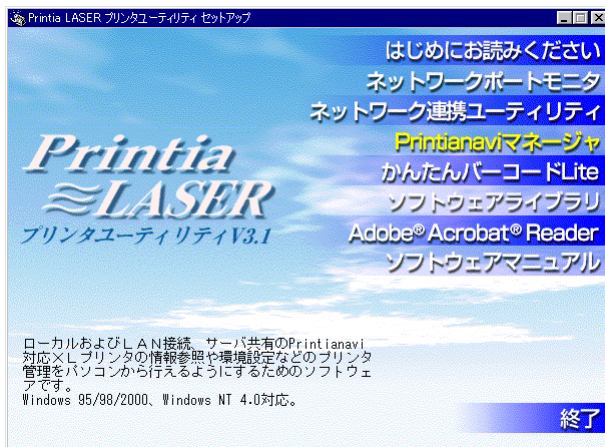 Printia LASER プリンタユーティリティ セットアップ
はじめにお読みください
ネットワークポートモニタ
ネットワーク連携ユーティリティ
Printianaviマネージャ
かんたんバーコードLite
ソフトウェアライブラリ
Adobe® Acrobat® Reader
ソフトウェアマニュアル
Printia
LASER
プリンタユーティリティV3.1
ローカルおよびＬＡＮ接続、サーバ共有のPrintianavi
対応ＸＬプリンタの情報参照や環境設定などのプリンタ
管理をパソコンから行えるようにするためのソフトウェ
アです。
Windows 95/98/2000、Windows NT 4.0対応。
終了